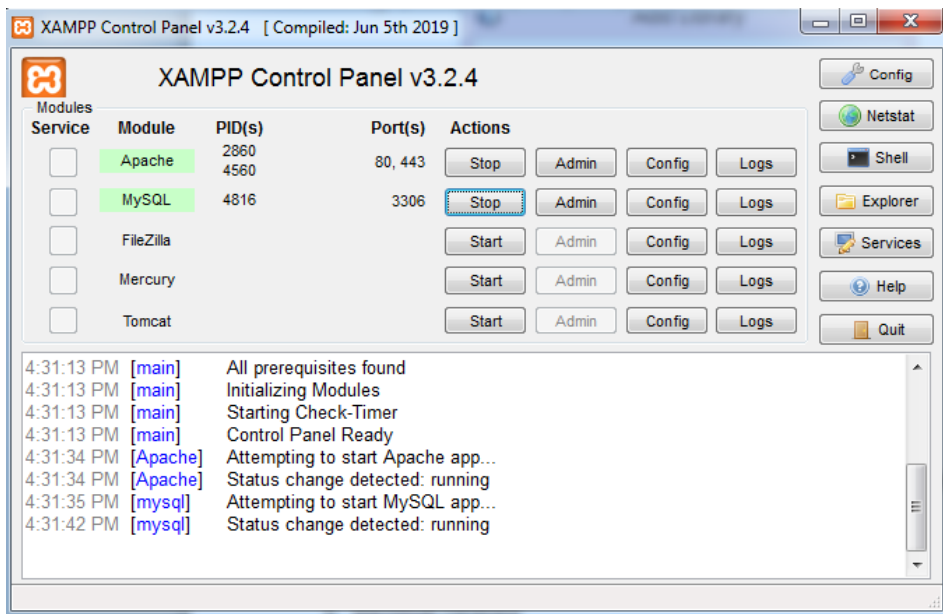 XAMPP Control Panel v3.2.4 [ Compiled: Jun 5th 2019 ]
XAMPP Control Panel v3.2.4
Config
Modules
Netstat
Service Module PID(s) Port(s) Actions
Apache 2860 4560 80, 443 Stop Admin Config Logs
Shell
MySQL 4816 3306 Stop Admin Config Logs
Explorer
FileZilla Start Admin Config Logs
Services
Mercury Start Admin Config Logs
Help
Tomcat Start Admin Config Logs
Quit
4:31:13 PM [main] All prerequisites found
4:31:13 PM [main] Initializing Modules
4:31:13 PM [main] Starting Check-Timer
4:31:13 PM [main] Control Panel Ready
4:31:34 PM [Apache] Attempting to start Apache app...
4:31:34 PM [Apache] Status change detected: running
4:31:35 PM [mysql] Attempting to start MySQL app...
4:31:42 PM [mysql] Status change detected: running